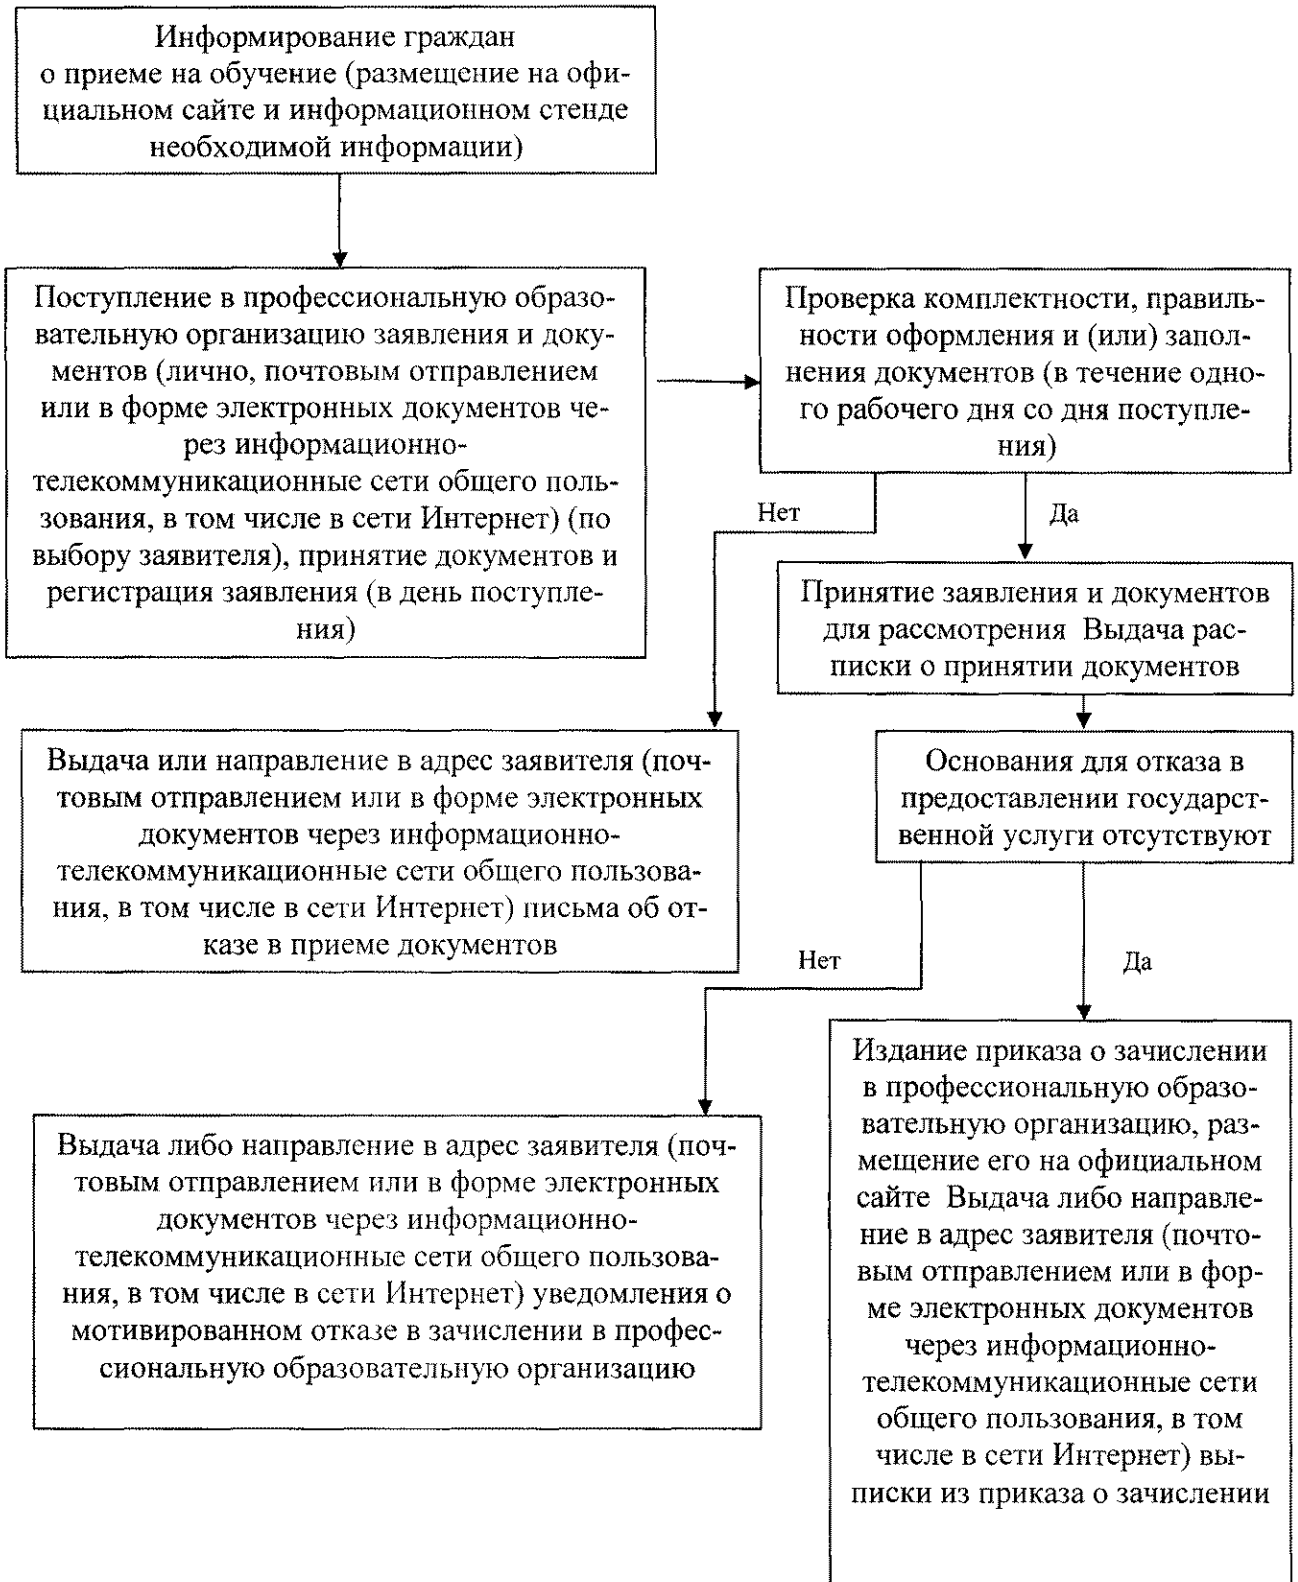 Информирование граждан
о приеме на обучение (размещение на офи-
циальном сайте и информационном стенде
необходимой информации)
Поступление в профессиональную образо-
вательную организацию заявления и доку-
ментов (лично, почтовым отправлением
или в форме электронных документов че-
рез информационно-
телекоммуникационные сети общего поль-
зования, в том числе в сети Интернет) (по
выбору заявителя), принятие документов и
регистрация заявления (в день поступле-
ния)
Проверка комплектности, правиль-
ности оформления и (или) запол-
нения документов (в течение одно-
го рабочего дня со дня поступле-
ния)
Нет
Да
Принятие заявления и документов
для рассмотрения Выдача рас-
писки о принятии документов
Выдача или направление в адрес заявителя (поч-
товым отправлением или в форме электронных
документов через информационно-
телекоммуникационные сети общего пользова-
ния, в том числе в сети Интернет) письма об от-
казе в приеме документов
Основания для отказа в
предоставлении государст-
венной услуги отсутствуют
Нет
Да
Выдача либо направление в адрес заявителя (поч-
товым отправлением или в форме электронных
документов через информационно-
телекоммуникационные сети общего пользова-
ния, в том числе в сети Интернет) уведомления о
мотивированном отказе в зачислении в профес-
сиональную образовательную организацию
Издание приказа о зачислении
в профессиональную образо-
вательную организацию, раз-
мещение его на официальном
сайте Выдача либо направле-
ние в адрес заявителя (почто-
вым отправлением или в фор-
ме электронных документов
через информационно-
телекоммуникационные сети
общего пользования, в том
числе в сети Интернет) вы-
писки из приказа о зачислении